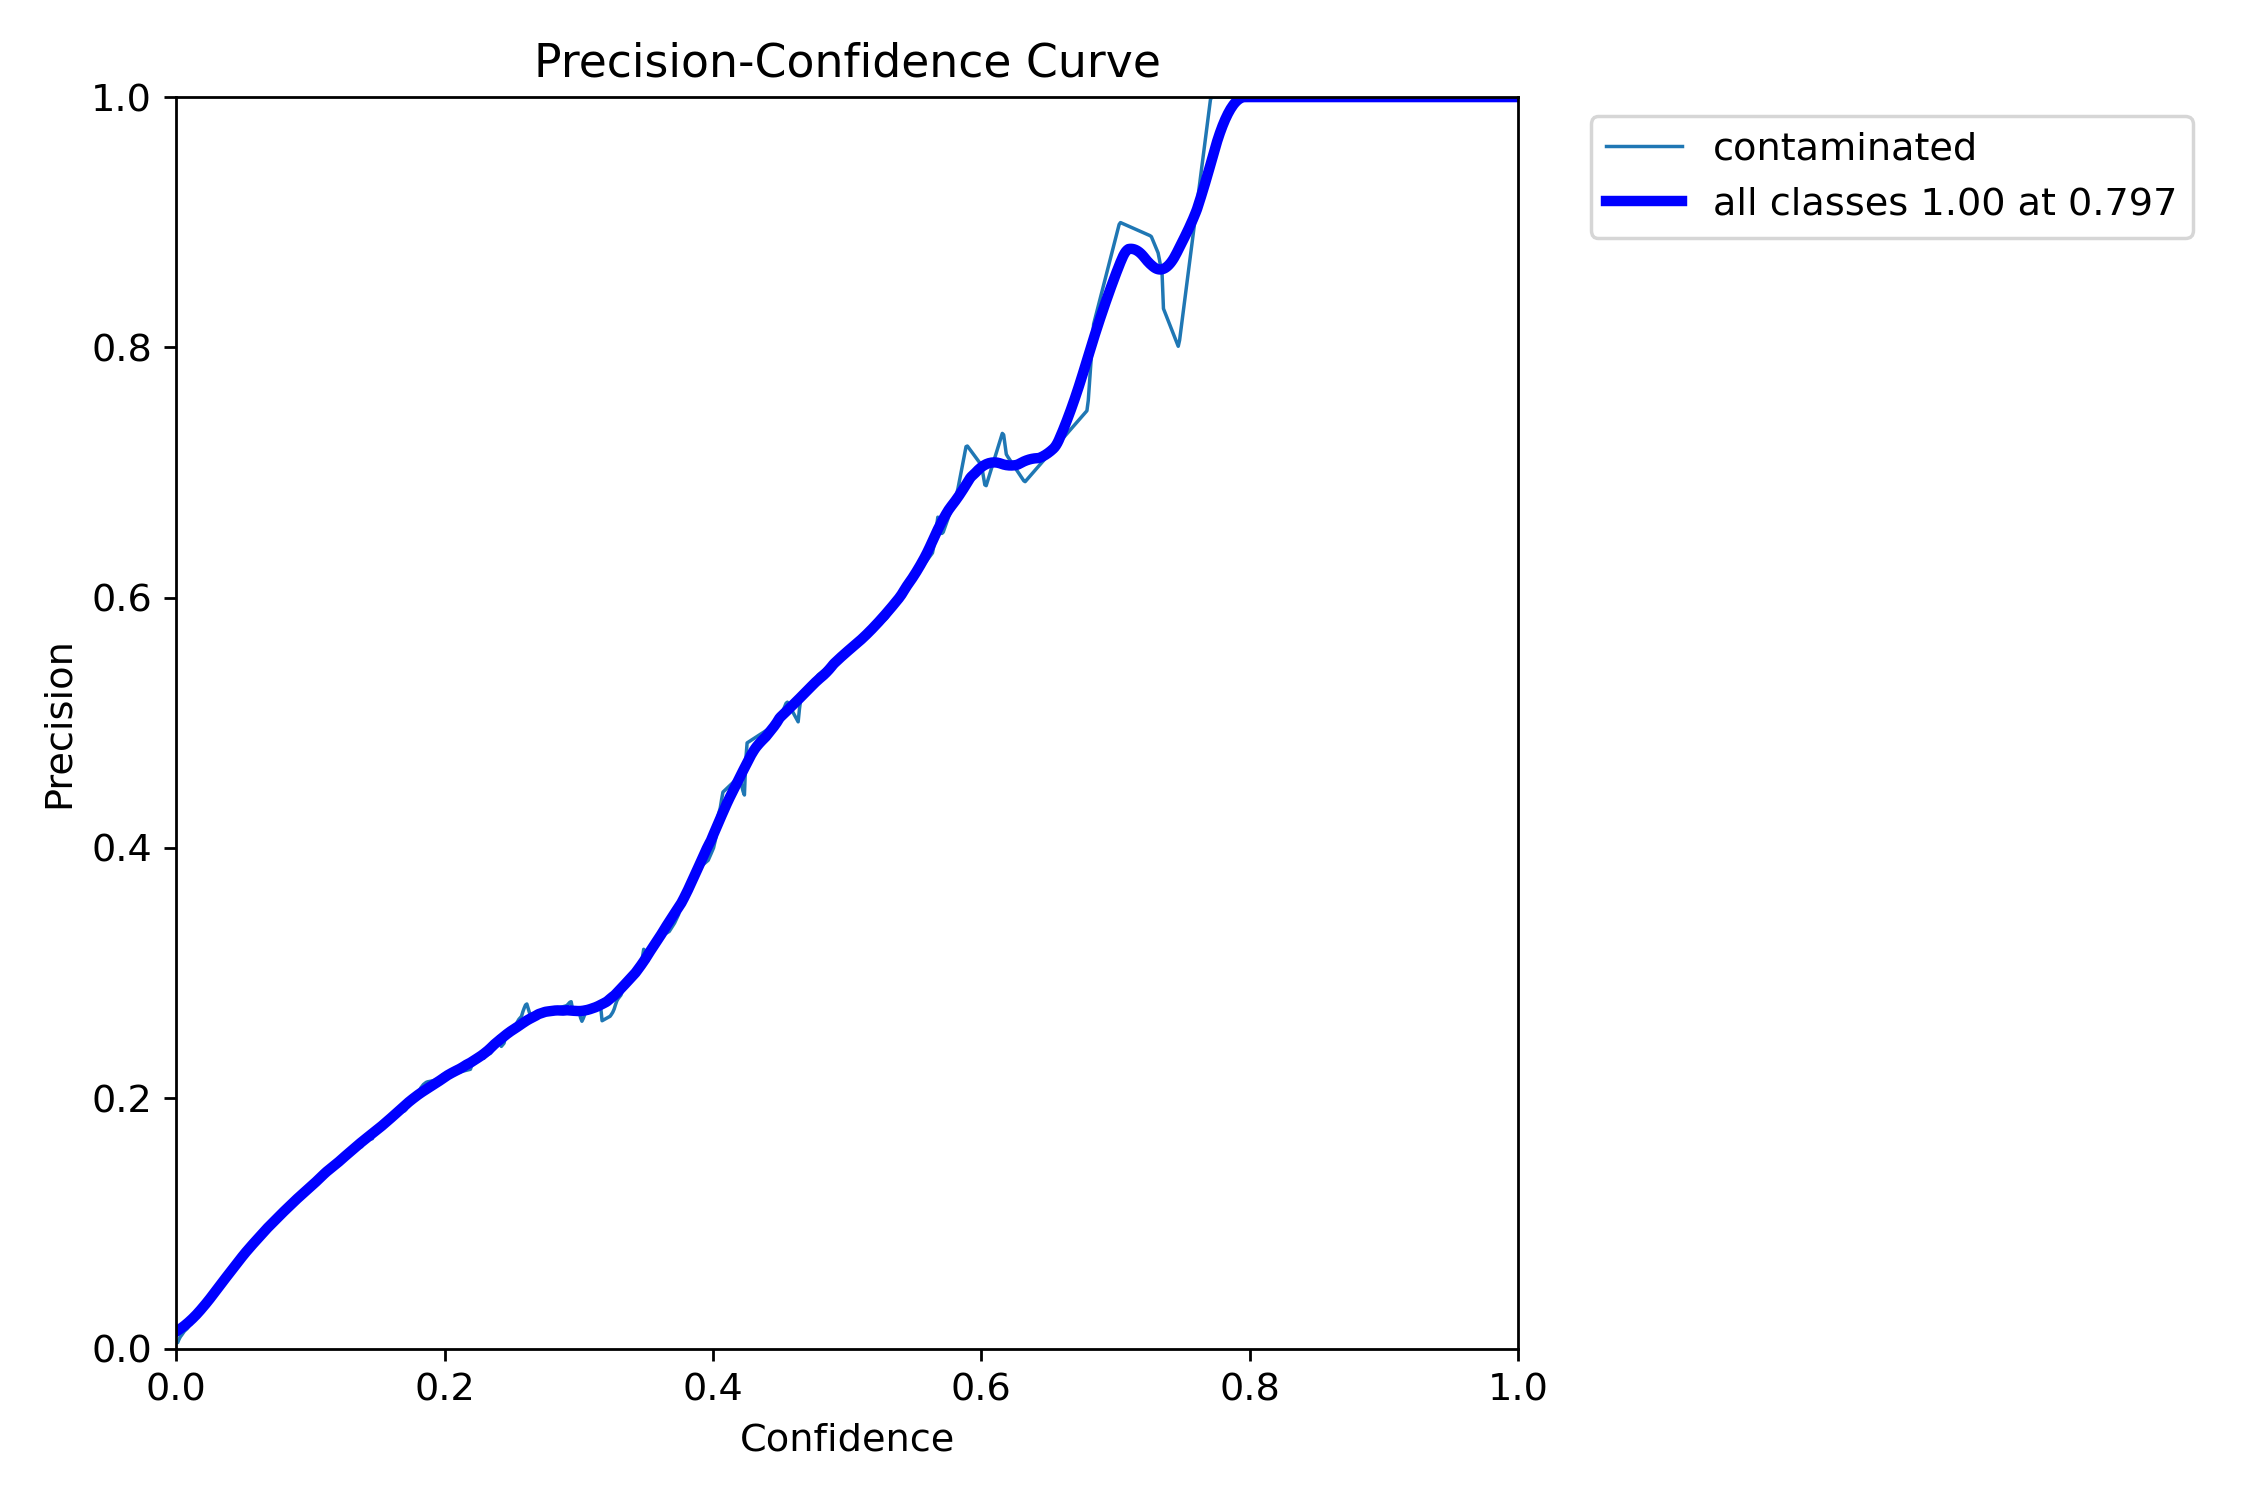 Precision-Confidence Curve
1.0
0.8
0.6
0.4
0.2
0.0
Precision
0.0 0.2 0.4 0.6 0.8 1.0
Confidence
contaminated
all classes 1.00 at 0.797